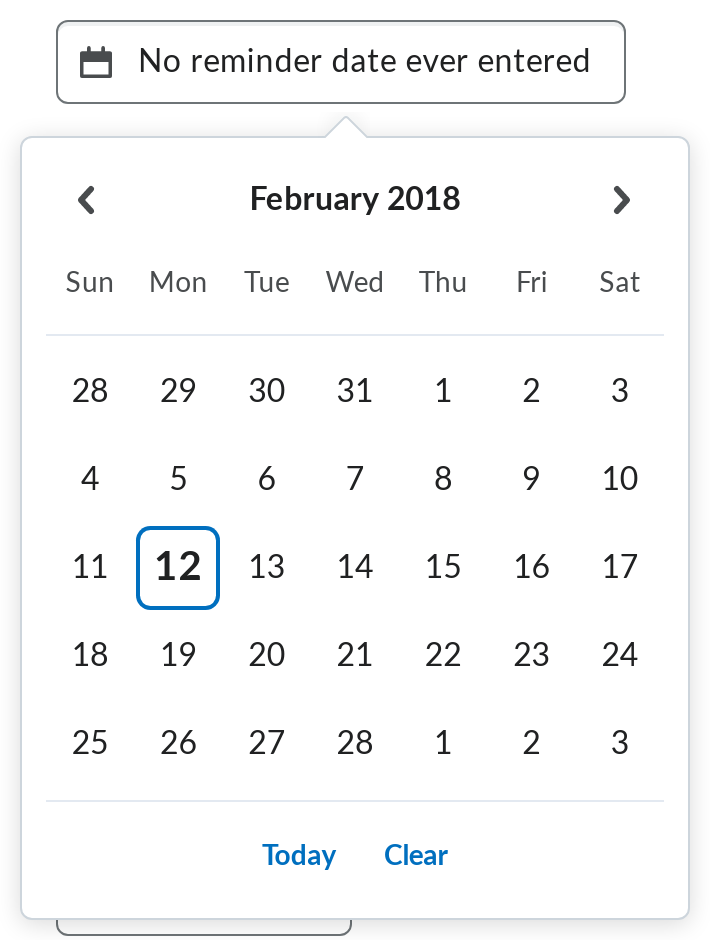 No reminder date ever entered
February 2018
Sun Mon Tue Wed Thu Fri Sat
28 29 30 31 1 2 3
4 5 6 7 8 9 10
11 12 13 14 15 16 17
18 19 20 21 22 23 24
25 26 27 28 1 2 3
Today Clear